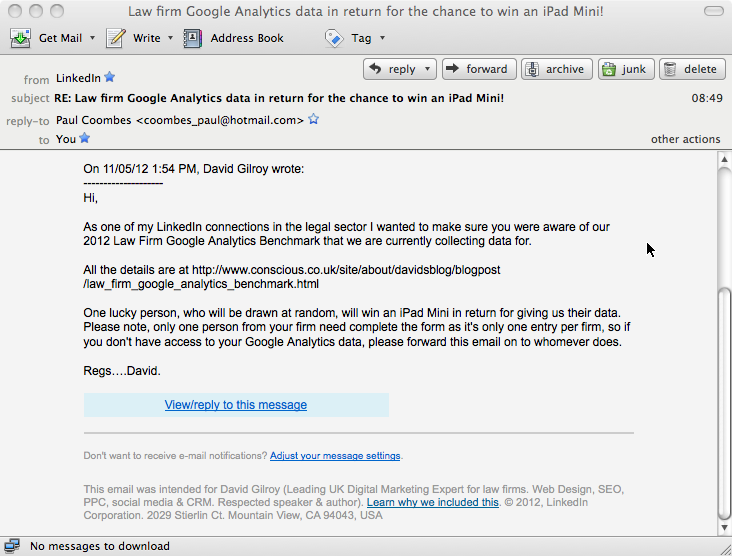 Law firm Google Analytics data in return for the chance to win an iPad Mini!
Get Mail Write Address Book Tag
reply forward archive junk delete
from LinkedIn
subject RE: Law firm Google Analytics data in return for the chance to win an iPad Mini! 08:49
reply-to Paul Coombes <coombes_paul@hotmail.com>
to You other actions
On 11/05/12 1:54 PM, David Gilroy wrote:
--------------------
Hi,
As one of my LinkedIn connections in the legal sector I wanted to make sure you were aware of our
2012 Law Firm Google Analytics Benchmark that we are currently collecting data for.
All the details are at http://www.conscious.co.uk/site/about/davidsblog/blogpost
/law_firm_google_analytics_benchmark.html
One lucky person, who will be drawn at random, will win an iPad Mini in return for giving us their data.
Please note, only one person from your firm need complete the form as it's only one entry per firm, so if
you don't have access to your Google Analytics data, please forward this email on to whomever does.
Regs....David.
View/reply to this message
Don't want to receive e-mail notifications? Adjust your message settings.
This email was intended for David Gilroy (Leading UK Digital Marketing Expert for law firms. Web Design, SEO,
PPC, social media & CRM. Respected speaker & author). Learn why we included this. © 2012, LinkedIn
Corporation. 2029 Stierlin Ct. Mountain View, CA 94043, USA
No messages to download